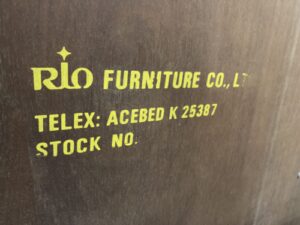 RIO FURNITURE CO., LT
TELEX: ACEBED K 25387
STOCK NO.